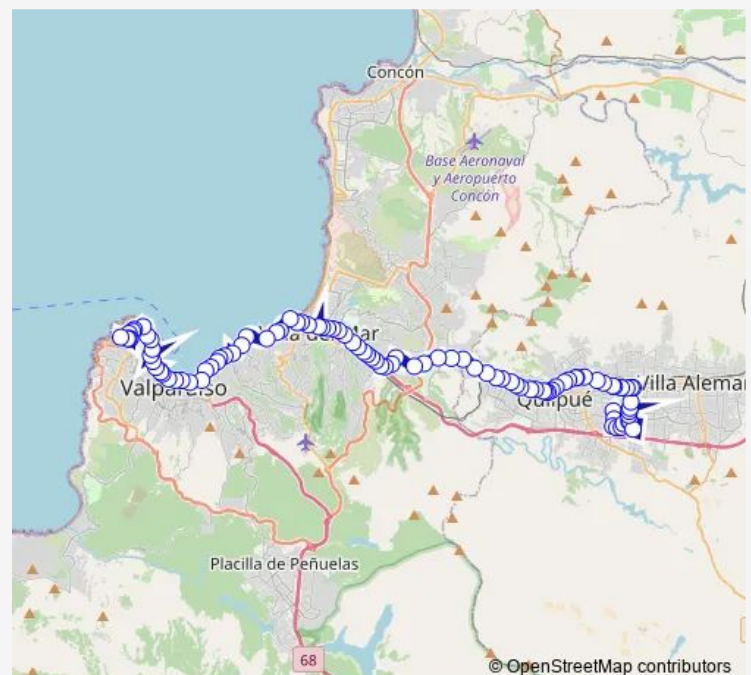 Concón
Base Aeronaval
y Aeropuerto
Concón
Valparaíso
Quilpué
Villa Alema
Placilla de Peñuelas
68
© OpenStreetMap contributors